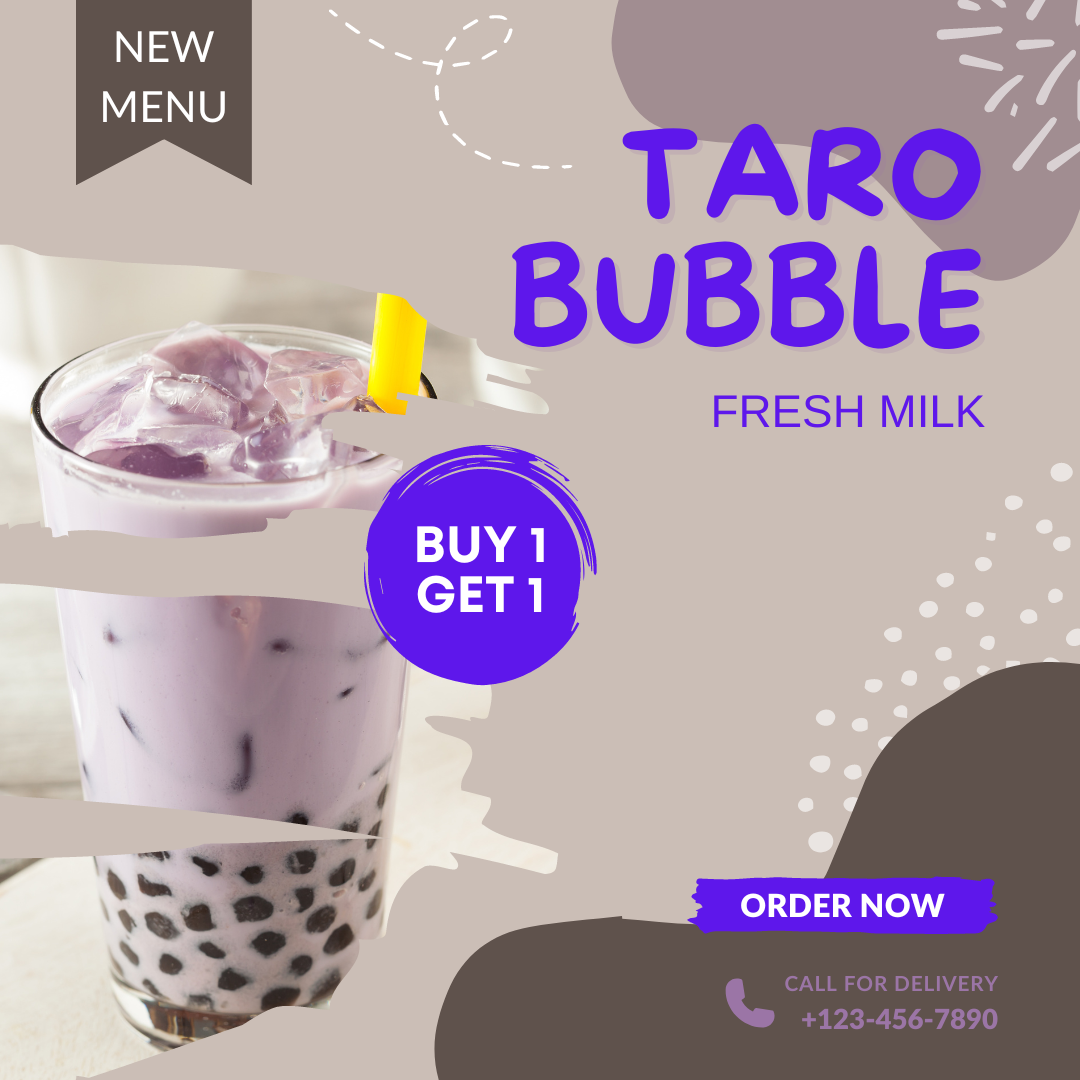 NEW
MENU
TARO
BUBBLE
FRESH MILK
BUY 1
GET 1
ORDER NOW
CALL FOR DELIVERY
+123-456-7890